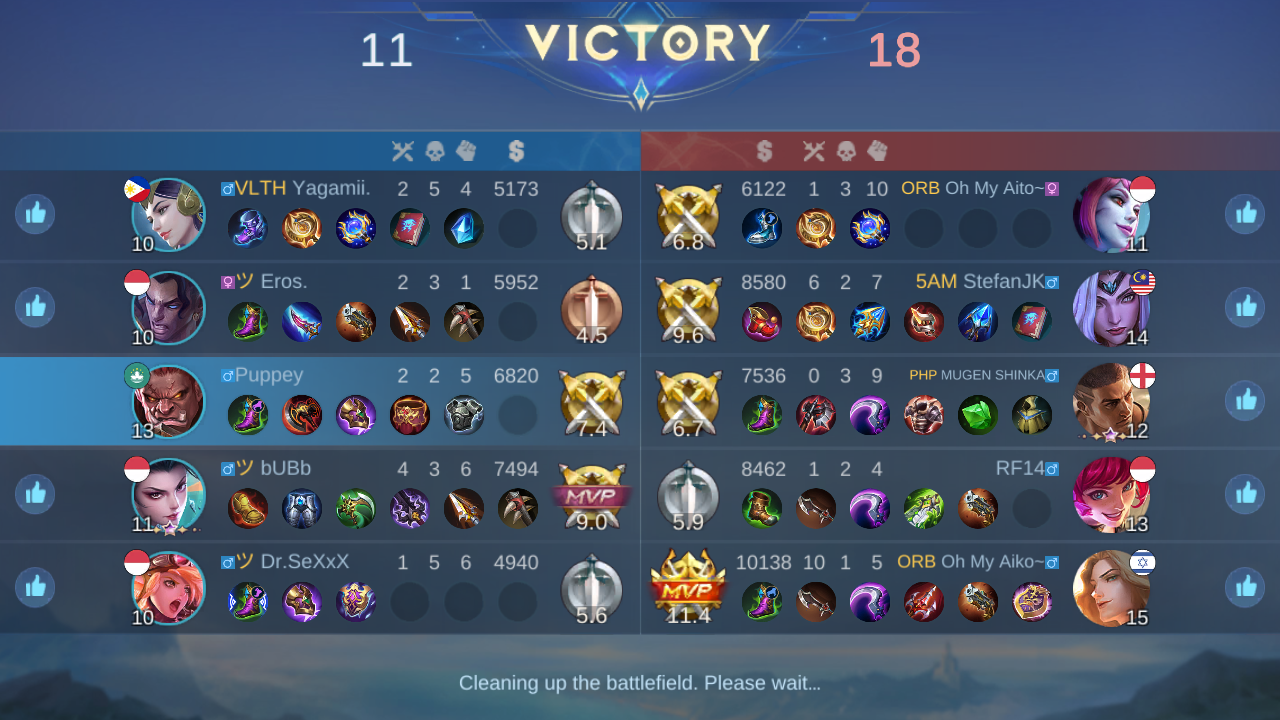 11 VICTORY 18
VLTH Yagamii. 2 5 4 5173
10 5.1
6122 1 3 10 ORB Oh My Aito~
6.8 11
ツ Eros. 2 3 1 5952
10 4.5
8580 6 2 7 5AM StefanJK
9.6 14
Puppey 2 2 5 6820
13 7.4
7536 0 3 9 PHP MUGEN SHINKA
6.7 12
ツ bUBb 4 3 6 7494
MVP
11 9.0
8462 1 2 4 RF14
5.9 13
ツ Dr.SeXxX 1 5 6 4940
10 5.6
10138 10 1 5 ORB Oh My Aiko~
MVP
11.4 15
Cleaning up the battlefield. Please wait...